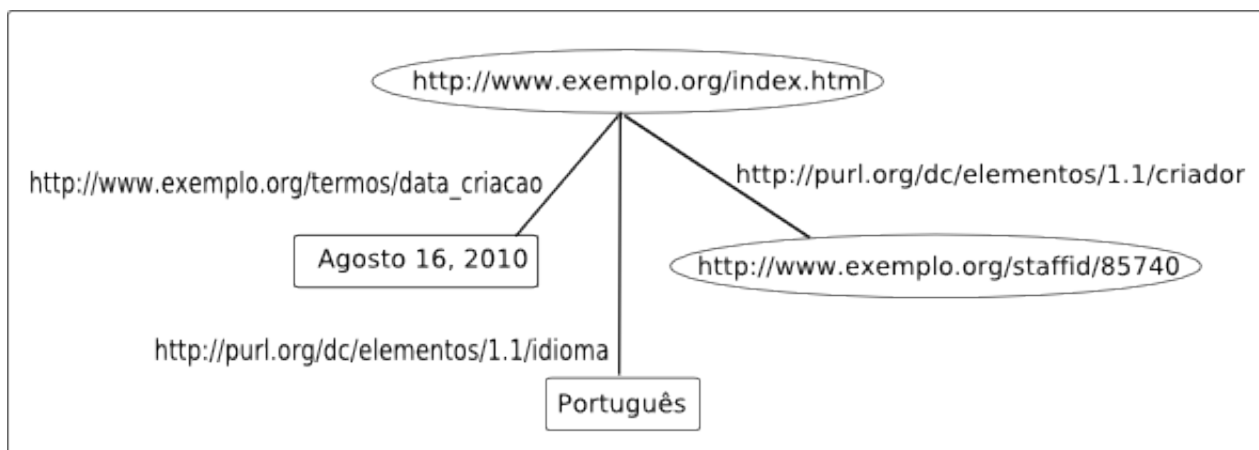 http://www.exemplo.org/index.html
http://www.exemplo.org/termos/data_criacao
http://purl.org/dc/elementos/1.1/criador
Agosto 16, 2010
http://www.exemplo.org/staffid/85740
http://purl.org/dc/elementos/1.1/idioma
Português